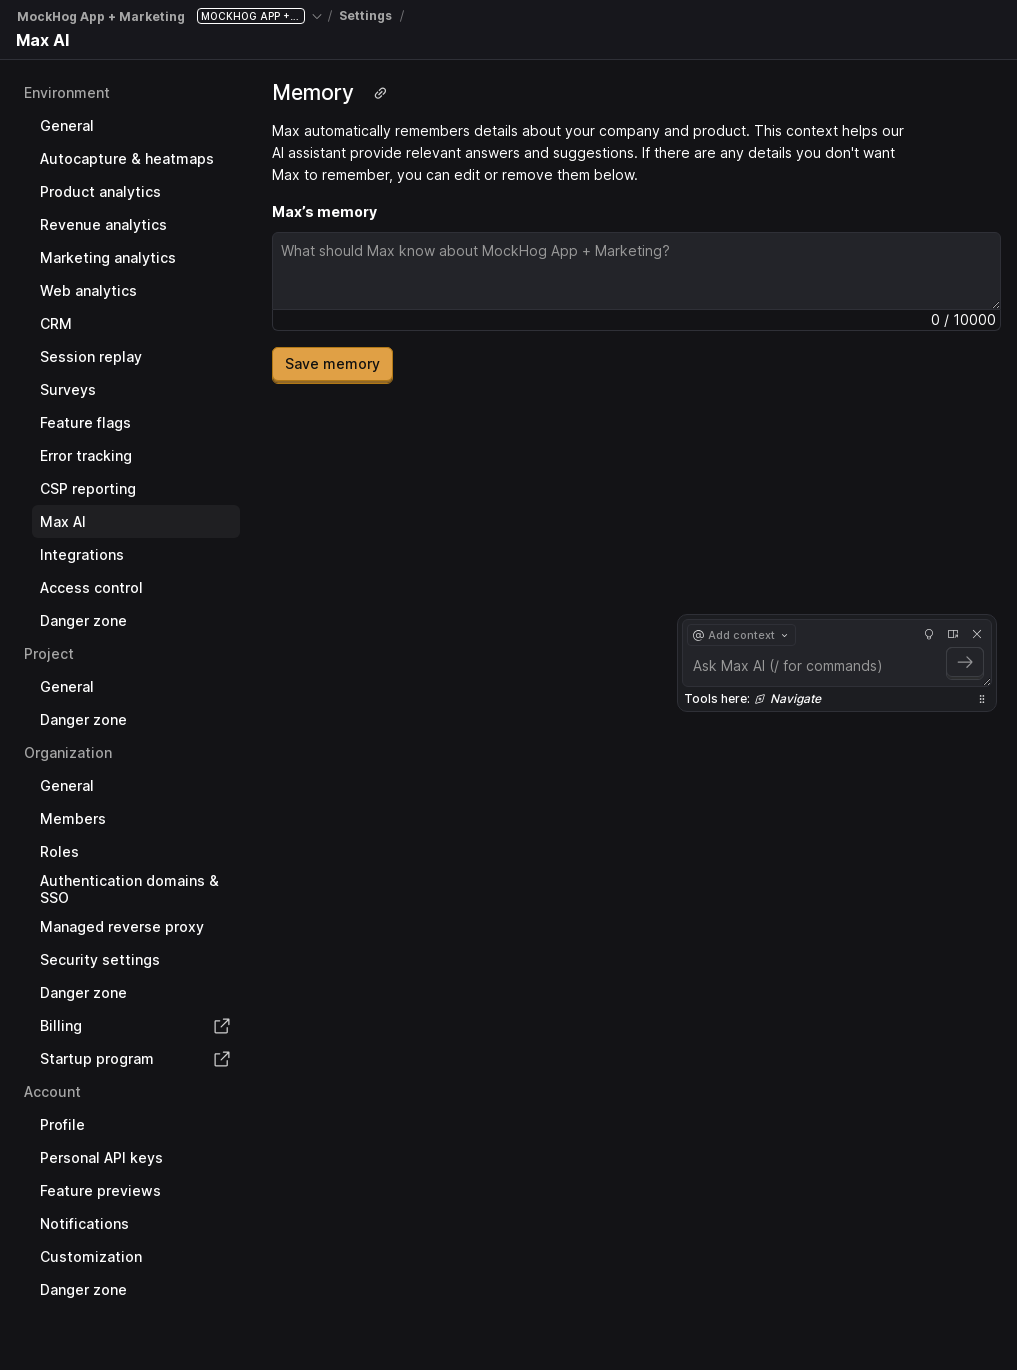 MockHog App + Marketing MOCKHOG APP +... / Settings /
Max AI
Environment
General
Autocapture & heatmaps
Product analytics
Revenue analytics
Marketing analytics
Web analytics
CRM
Session replay
Surveys
Feature flags
Error tracking
CSP reporting
Max AI
Integrations
Access control
Danger zone
Project
General
Danger zone
Organization
General
Members
Roles
Authentication domains &
SSO
Managed reverse proxy
Security settings
Danger zone
Billing
Startup program
Account
Profile
Personal API keys
Feature previews
Notifications
Customization
Danger zone
Memory
Max automatically remembers details about your company and product. This context helps our
AI assistant provide relevant answers and suggestions. If there are any details you don't want
Max to remember, you can edit or remove them below.
Max’s memory
What should Max know about MockHog App + Marketing?
0 / 10000
Save memory
@ Add context
Ask Max AI (/ for commands)
Tools here: Navigate